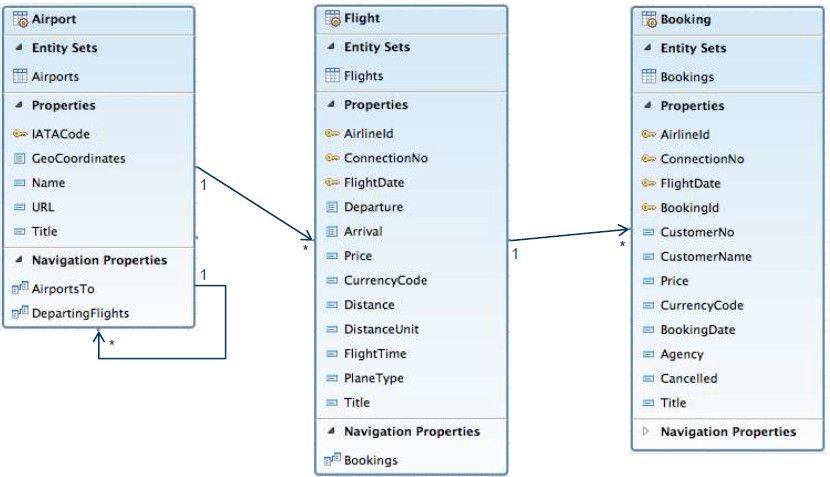 Airport
Entity Sets
Airports
Properties
IATACode
GeoCoordinates
Name
URL
Title
Navigation Properties
AirportsTo
DepartingFlights
1
*
1
*
Flight
Entity Sets
Flights
Properties
AirlineId
ConnectionNo
FlightDate
Departure
Arrival
Price
CurrencyCode
Distance
DistanceUnit
FlightTime
PlaneType
Title
Navigation Properties
Bookings
1
*
Booking
Entity Sets
Bookings
Properties
AirlineId
ConnectionNo
FlightDate
BookingId
CustomerNo
CustomerName
Price
CurrencyCode
BookingDate
Agency
Cancelled
Title
Navigation Properties